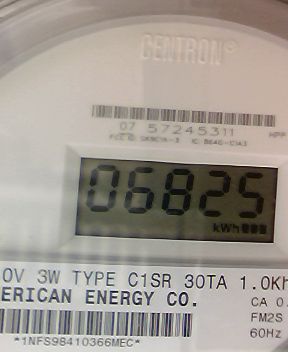 CENTRON®
07 57245311
HPP
06825
kWh
0V 3W TYPE C1SR 30TA 1.0Kh
ERICAN ENERGY CO.
CA 0.
FM2S
60Hz
*1NFS98410366MEC*